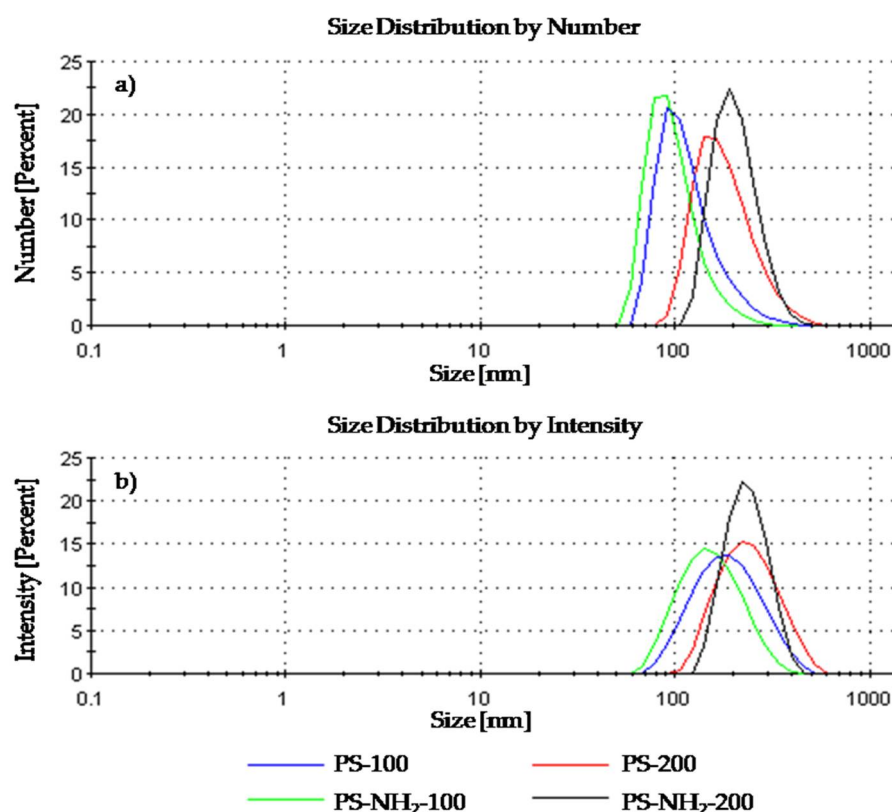 Size Distribution by Number
a)
25
20
15
10
5
0
Number [Percent]
0.1 1 10 100 1000
Size [nm]
Size Distribution by Intensity
b)
25
20
15
10
5
0
Intensity [Percent]
0.1 1 10 100 1000
Size [nm]
PS-100 PS-200
PS-NH₂-100 PS-NH₂-200